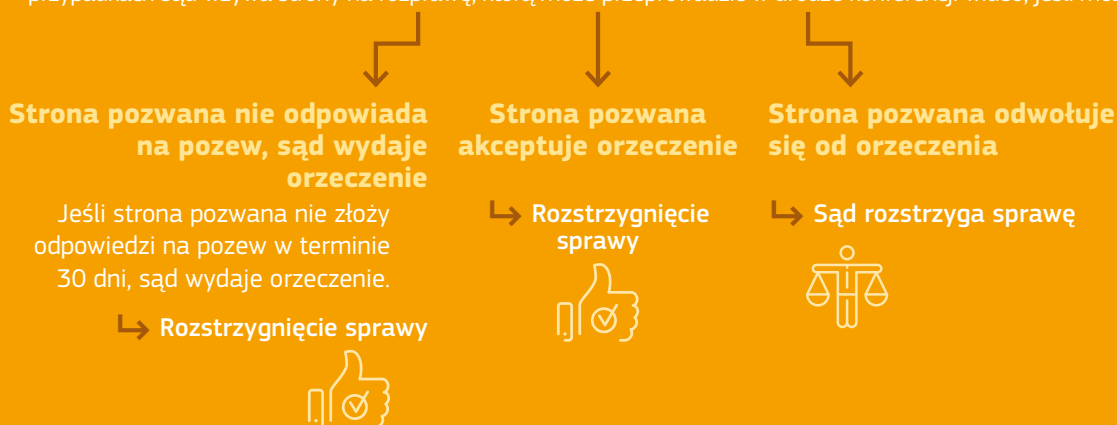 Strona pozwana nie odpowiada
na pozew, sąd wydaje
orzeczenie
Jeśli strona pozwana nie złoży
odpowiedzi na pozew w terminie
30 dni, sąd wydaje orzeczenie.
Rozstrzygnięcie sprawy
Strona pozwana
akceptuje orzeczenie
Rozstrzygnięcie
sprawy
Strona pozwana odwołuje
się od orzeczenia
Sąd rozstrzyga sprawę